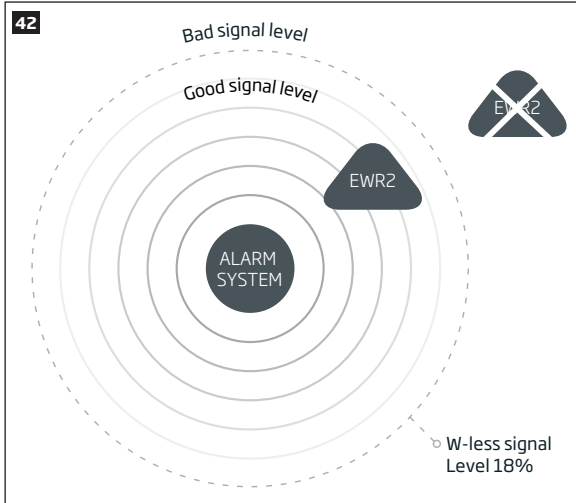 42
Bad signal level
Good signal level
EWR2
EWR2
ALARM
SYSTEM
W-less signal
Level 18%